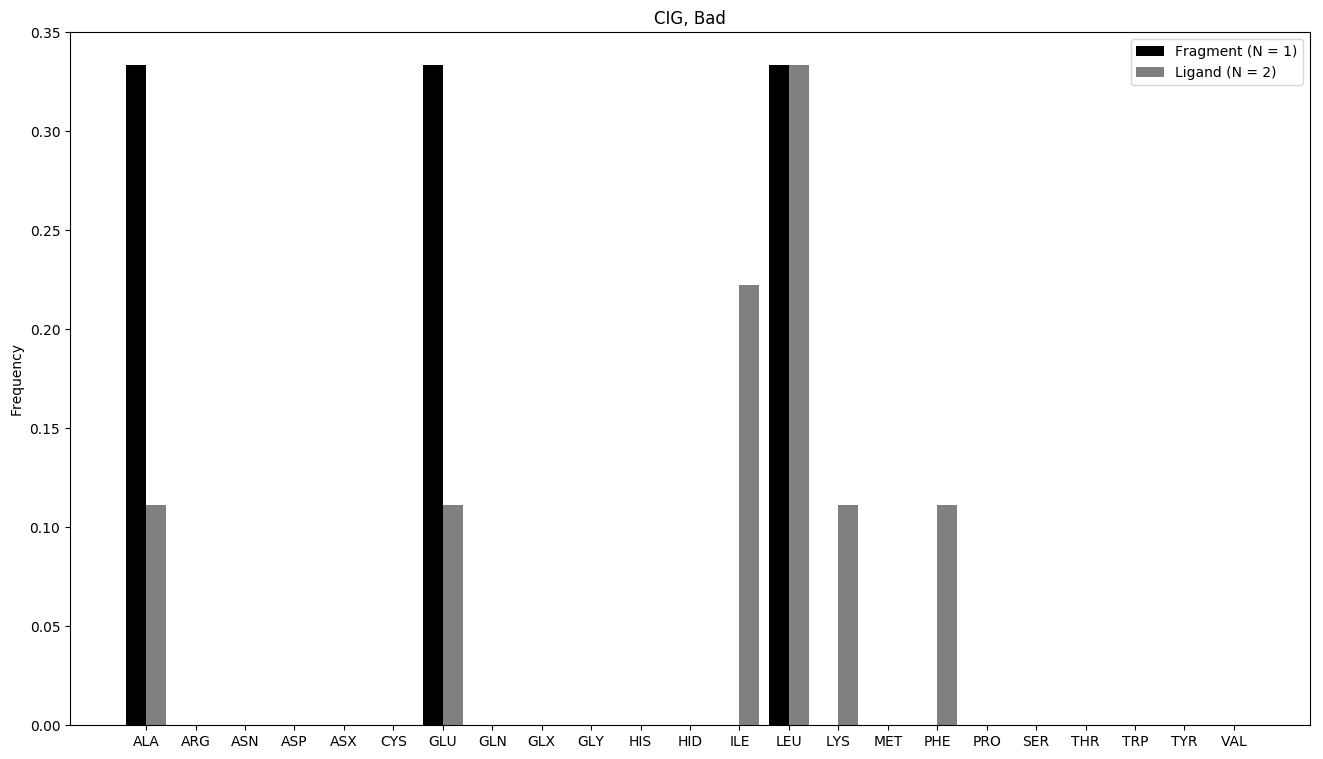 CIG, Bad
Fragment (N = 1)
Ligand (N = 2)
Frequency
0.35
0.30
0.25
0.20
0.15
0.10
0.05
0.00
ALA ARG ASN ASP ASX CYS GLU GLN GLX GLY HIS HID ILE LEU LYS MET PHE PRO SER THR TRP TYR VAL